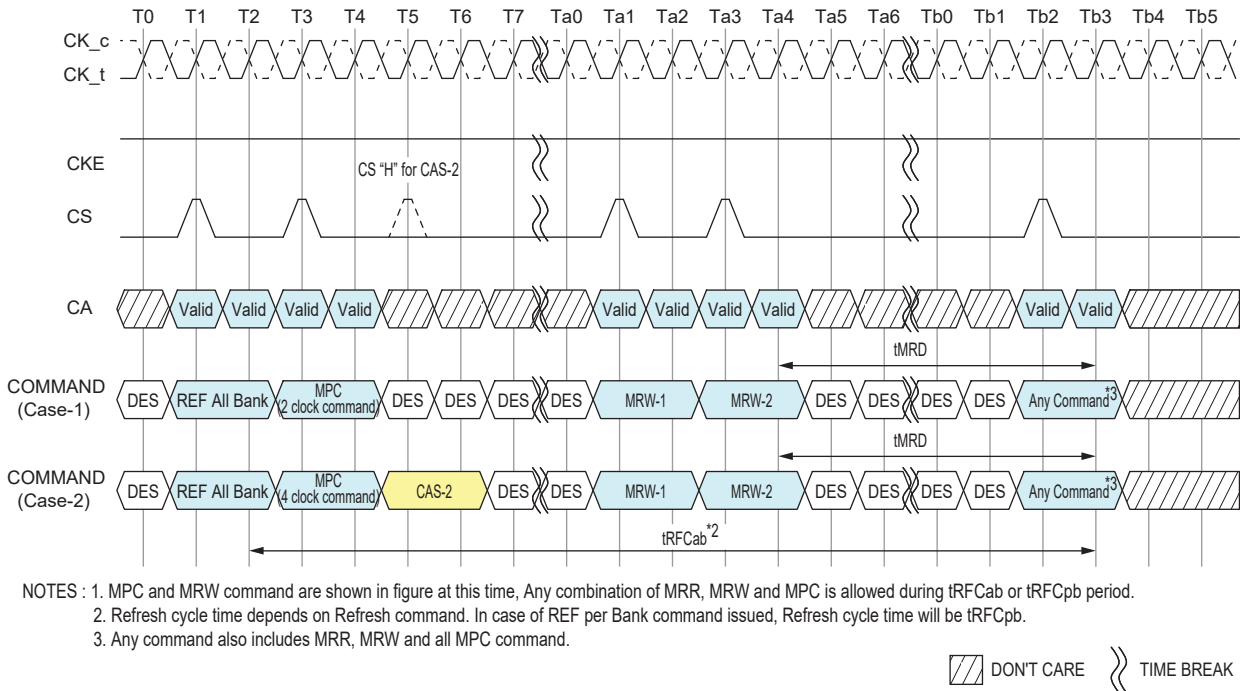 T0 T1 T2 T3 T4 T5 T6 T7 Ta0 Ta1 Ta2 Ta3 Ta4 Ta5 Ta6 Tb0 Tb1 Tb2 Tb3 Tb4 Tb5
CK_c
CK_t
CKE
CS “H” for CAS-2
CS
CA Valid Valid Valid Valid Valid Valid Valid Valid Valid Valid
tMRD
COMMAND
(Case-1)
DES REF All Bank MPC (2 clock command) DES DES DES DES MRW-1 MRW-2 DES DES DES DES Any Command*3
tMRD
COMMAND
(Case-2)
DES REF All Bank MPC (4 clock command) CAS-2 DES DES MRW-1 MRW-2 DES DES DES DES Any Command*3
tRFCab*2
NOTES : 1. MPC and MRW command are shown in figure at this time, Any combination of MRR, MRW and MPC is allowed during tRFCab or tRFCpb period.
2. Refresh cycle time depends on Refresh command. In case of REF per Bank command issued, Refresh cycle time will be tRFCpb.
3. Any command also includes MRR, MRW and all MPC command.
DON'T CARE TIME BREAK